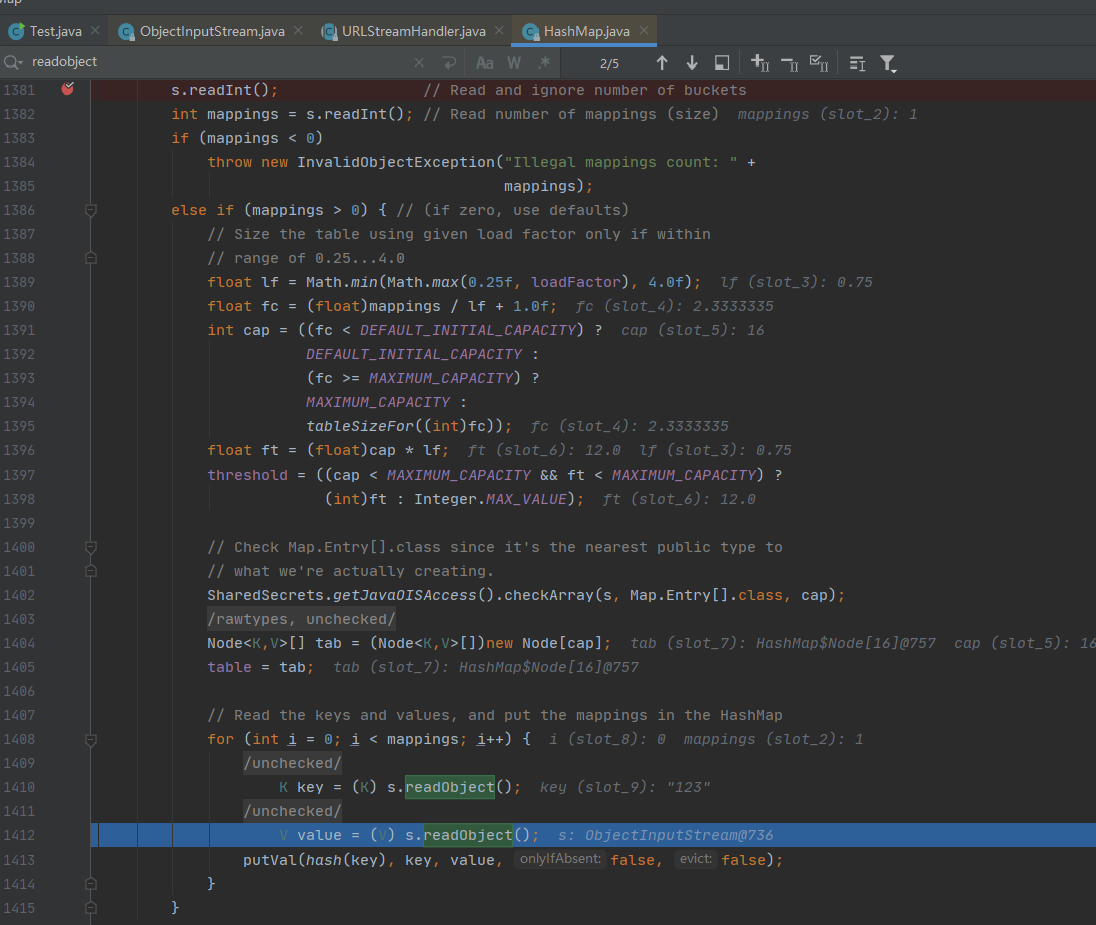 Map
Test.java ObjectInputStream.java URLStreamHandler.java HashMap.java
readobject Aa W .* 2/5
1381 s.readInt(); // Read and ignore number of buckets
1382 int mappings = s.readInt(); // Read number of mappings (size) mappings (slot_2): 1
1383 if (mappings < 0)
1384 throw new InvalidObjectException("Illegal mappings count: " +
1385 mappings);
1386 else if (mappings > 0) { // (if zero, use defaults)
1387 // Size the table using given load factor only if within
1388 // range of 0.25...4.0
1389 float lf = Math.min(Math.max(0.25f, loadFactor), 4.0f); lf (slot_3): 0.75
1390 float fc = (float)mappings / lf + 1.0f; fc (slot_4): 2.3333335
1391 int cap = ((fc < DEFAULT_INITIAL_CAPACITY) ? cap (slot_5): 16
1392 DEFAULT_INITIAL_CAPACITY :
1393 (fc >= MAXIMUM_CAPACITY) ?
1394 MAXIMUM_CAPACITY :
1395 tableSizeFor((int)fc)); fc (slot_4): 2.3333335
1396 float ft = (float)cap * lf; ft (slot_6): 12.0 lf (slot_3): 0.75
1397 threshold = ((cap < MAXIMUM_CAPACITY && ft < MAXIMUM_CAPACITY) ?
1398 (int)ft : Integer.MAX_VALUE); ft (slot_6): 12.0
1399
1400 // Check Map.Entry[].class since it's the nearest public type to
1401 // what we're actually creating.
1402 SharedSecrets.getJavaOISAccess().checkArray(s, Map.Entry[].class, cap);
1403 /rawtypes, unchecked/
1404 Node<K,V>[] tab = (Node<K,V>[])new Node[cap]; tab (slot_7): HashMap$Node[16]@757 cap (slot_5): 16
1405 table = tab; tab (slot_7): HashMap$Node[16]@757
1406
1407 // Read the keys and values, and put the mappings in the HashMap
1408 for (int i = 0; i < mappings; i++) { i (slot_8): 0 mappings (slot_2): 1
1409 /unchecked/
1410 K key = (K) s.readObject(); key (slot_9): "123"
1411 /unchecked/
1412 V value = (V) s.readObject(); s: ObjectInputStream@736
1413 putVal(hash(key), key, value, onlyIfAbsent: false, evict: false);
1414 }
1415 }